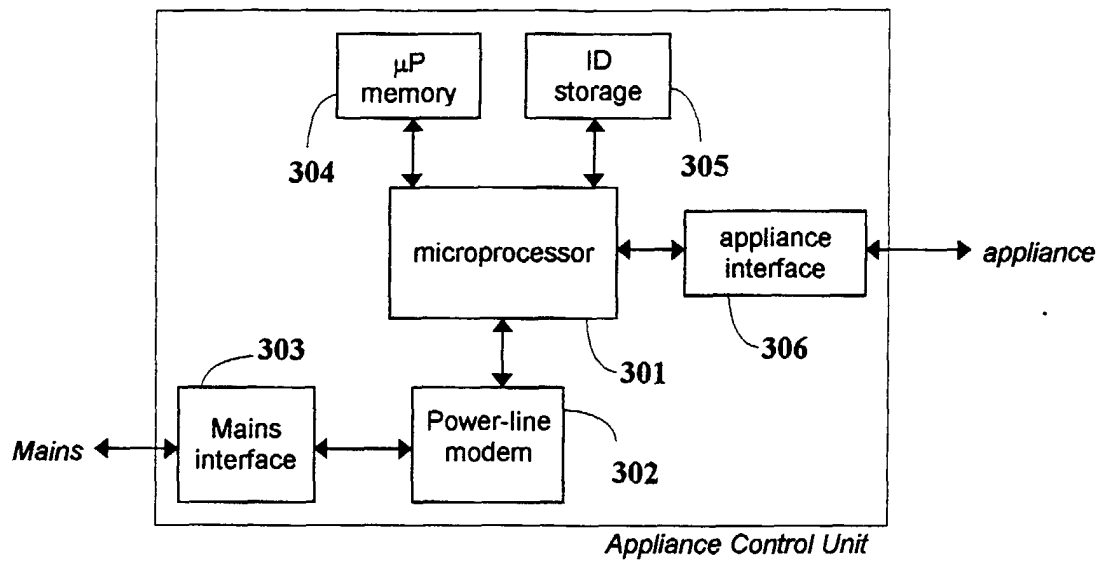 μP
memory
ID
storage
304
305
microprocessor
appliance
interface
appliance
303
301
306
Mains
Mains
interface
Power-line
modem
302
Appliance Control Unit